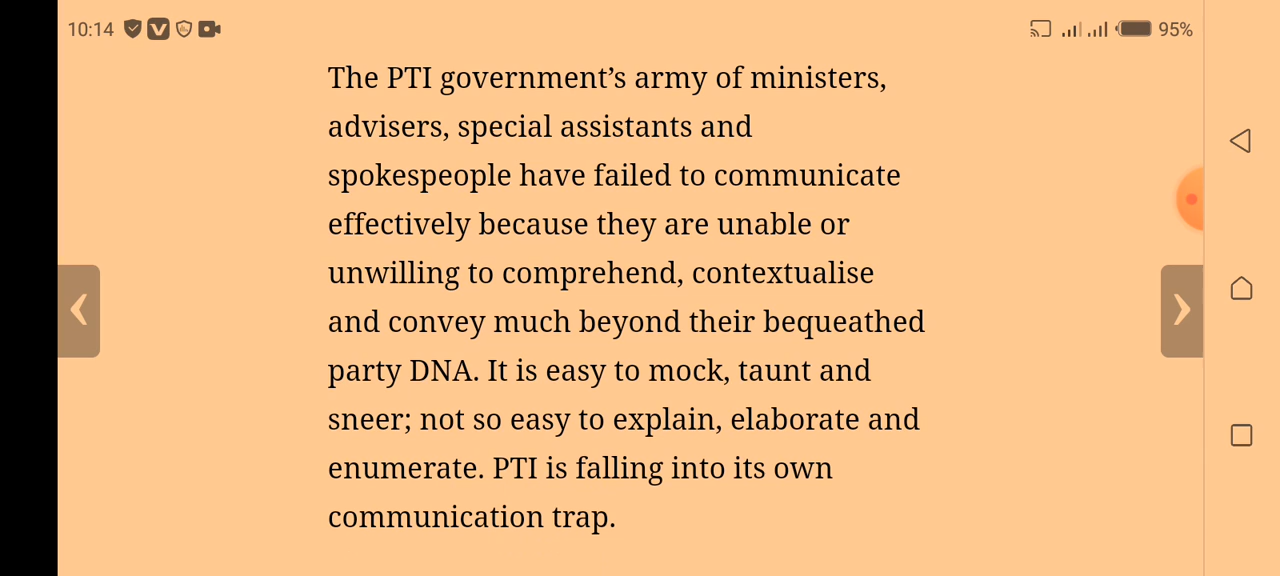 10:14
95%
The PTI government’s army of ministers,
advisers, special assistants and
spokespeople have failed to communicate
effectively because they are unable or
unwilling to comprehend, contextualise
and convey much beyond their bequeathed
party DNA. It is easy to mock, taunt and
sneer; not so easy to explain, elaborate and
enumerate. PTI is falling into its own
communication trap.